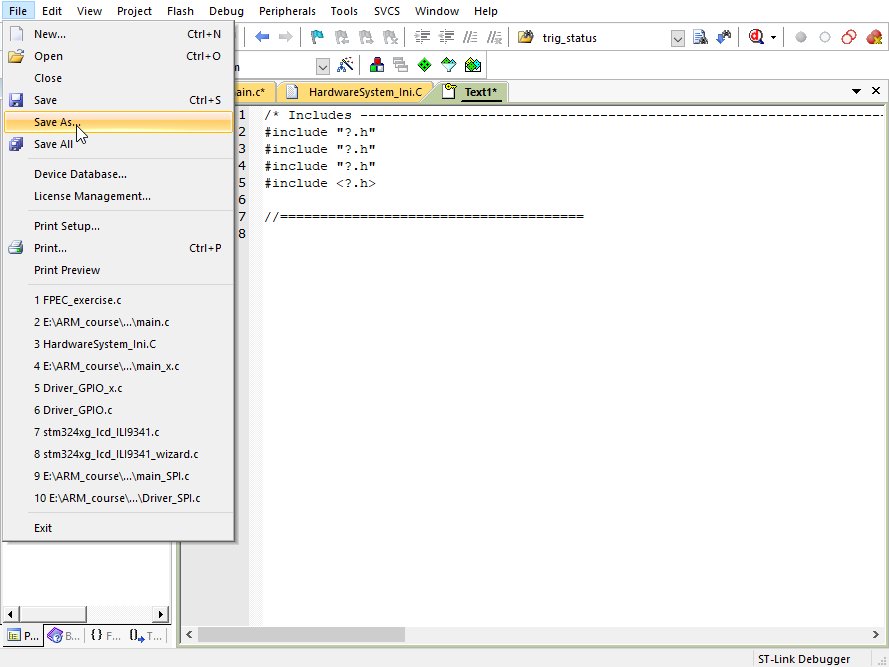 File Edit View Project Flash Debug Peripherals Tools SVCS Window Help
New... Ctrl+N
trig_status
Open Ctrl+O
Close
Save Ctrl+S
ain.c* HardwareSystem_Ini.C Text1*
Save As...
Save All
Device Database...
License Management...
Print Setup...
Print... Ctrl+P
Print Preview
1 FPEC_exercise.c
2 E:\ARM_course\...\main.c
3 HardwareSystem_Ini.C
4 E:\ARM_course\...\main_x.c
5 Driver_GPIO_x.c
6 Driver_GPIO.c
7 stm324xg_lcd_ILI9341.c
8 stm324xg_lcd_ILI9341_wizard.c
9 E:\ARM_course\...\main_SPI.c
10 E:\ARM_course\...\Driver_SPI.c
Exit
1 /* Includes ------------------------------------------------------------------
2 #include "?.h"
3 #include "?.h"
4 #include "?.h"
5 #include <?.h>
6
7 //======================================
8
P... B... {} F... 0 T...
ST-Link Debugger